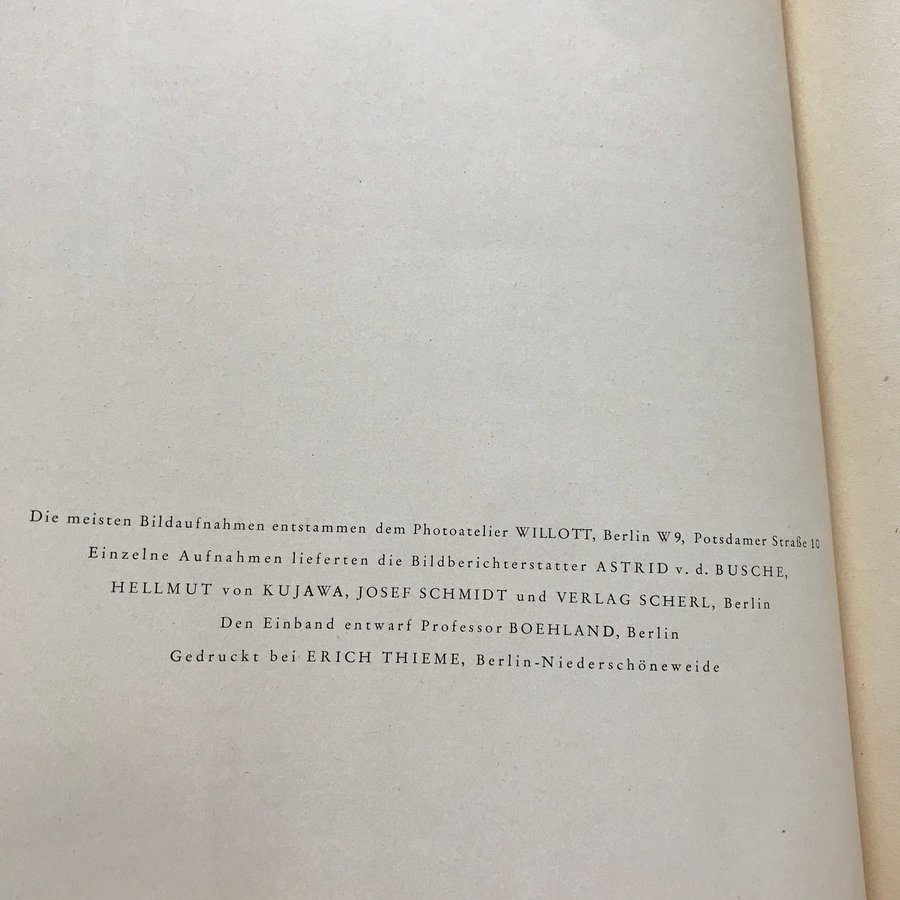 Die meisten Bildaufnahmen entstammen dem Photoatelier WILLOTT, Berlin W 9, Potsdamer Straße 10
Einzelne Aufnahmen lieferten die Bildberichterstatter ASTRID v. d. BUSCHE,
HELLMUT von KUJAWA, JOSEF SCHMIDT und VERLAG SCHERL, Berlin
Den Einband entwarf Professor BOEHLAND, Berlin
Gedruckt bei ERICH THIEME, Berlin-Niederschöneweide